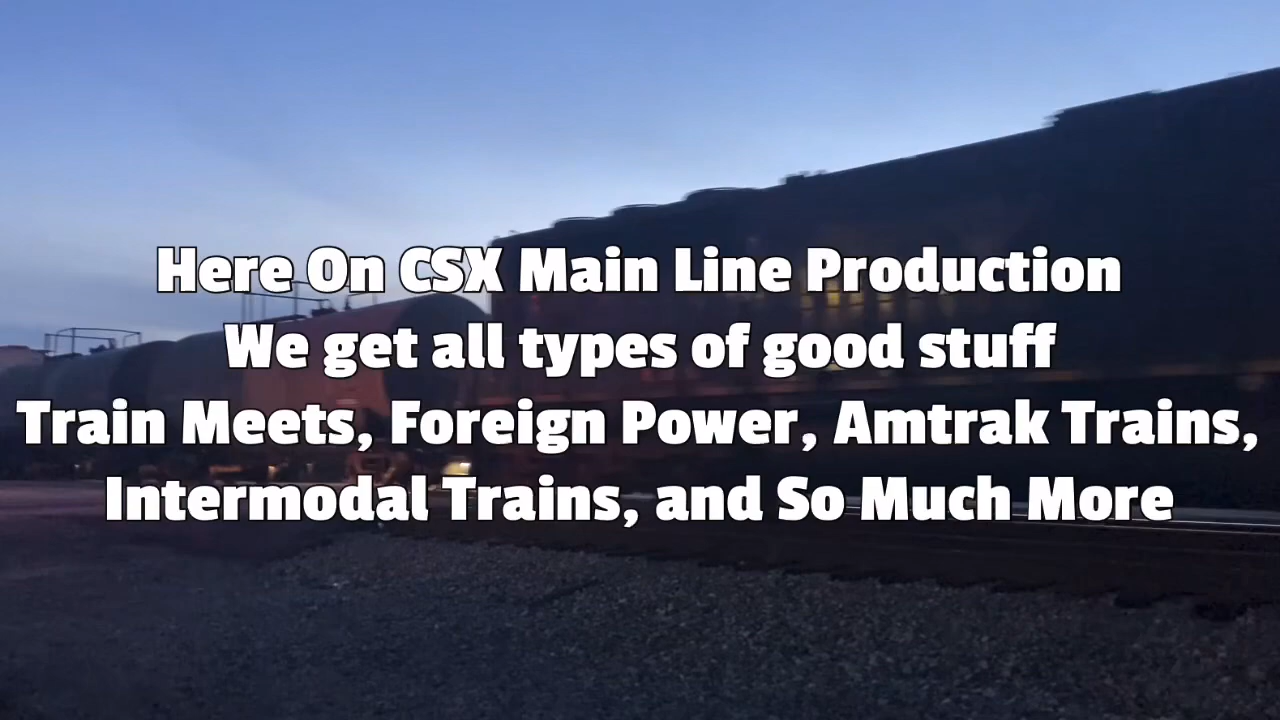 Here On CSX Main Line Production
We get all types of good stuff
Train Meets, Foreign Power, Amtrak Trains,
Intermodal Trains, and So Much More